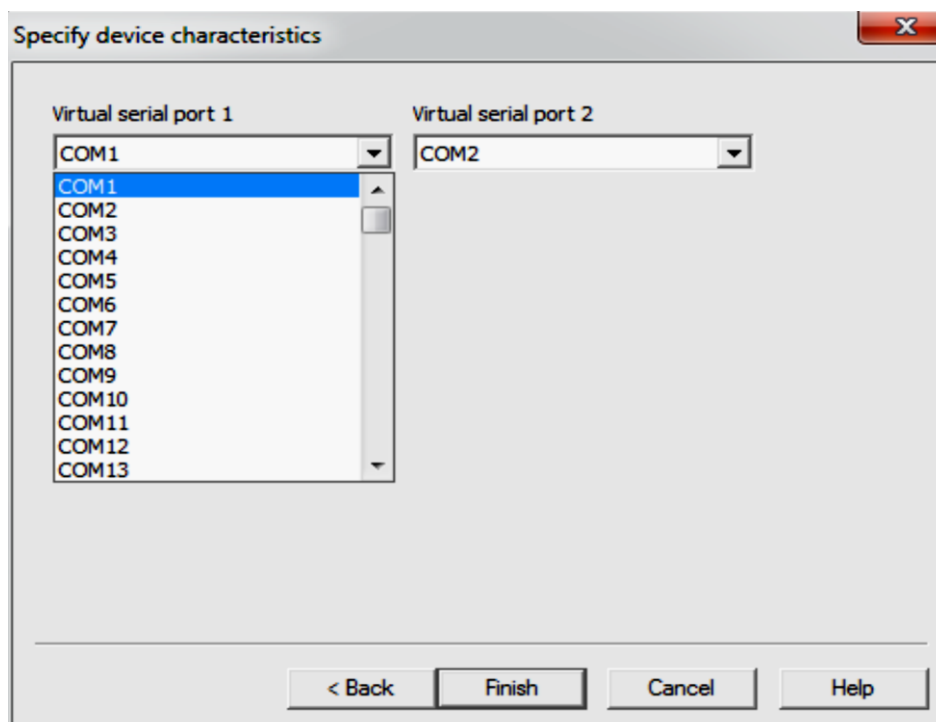 Specify device characteristics
Virtual serial port 1 Virtual serial port 2
COM1 COM2
COM1
COM2
COM3
COM4
COM5
COM6
COM7
COM8
COM9
COM10
COM11
COM12
COM13
< Back Finish Cancel Help